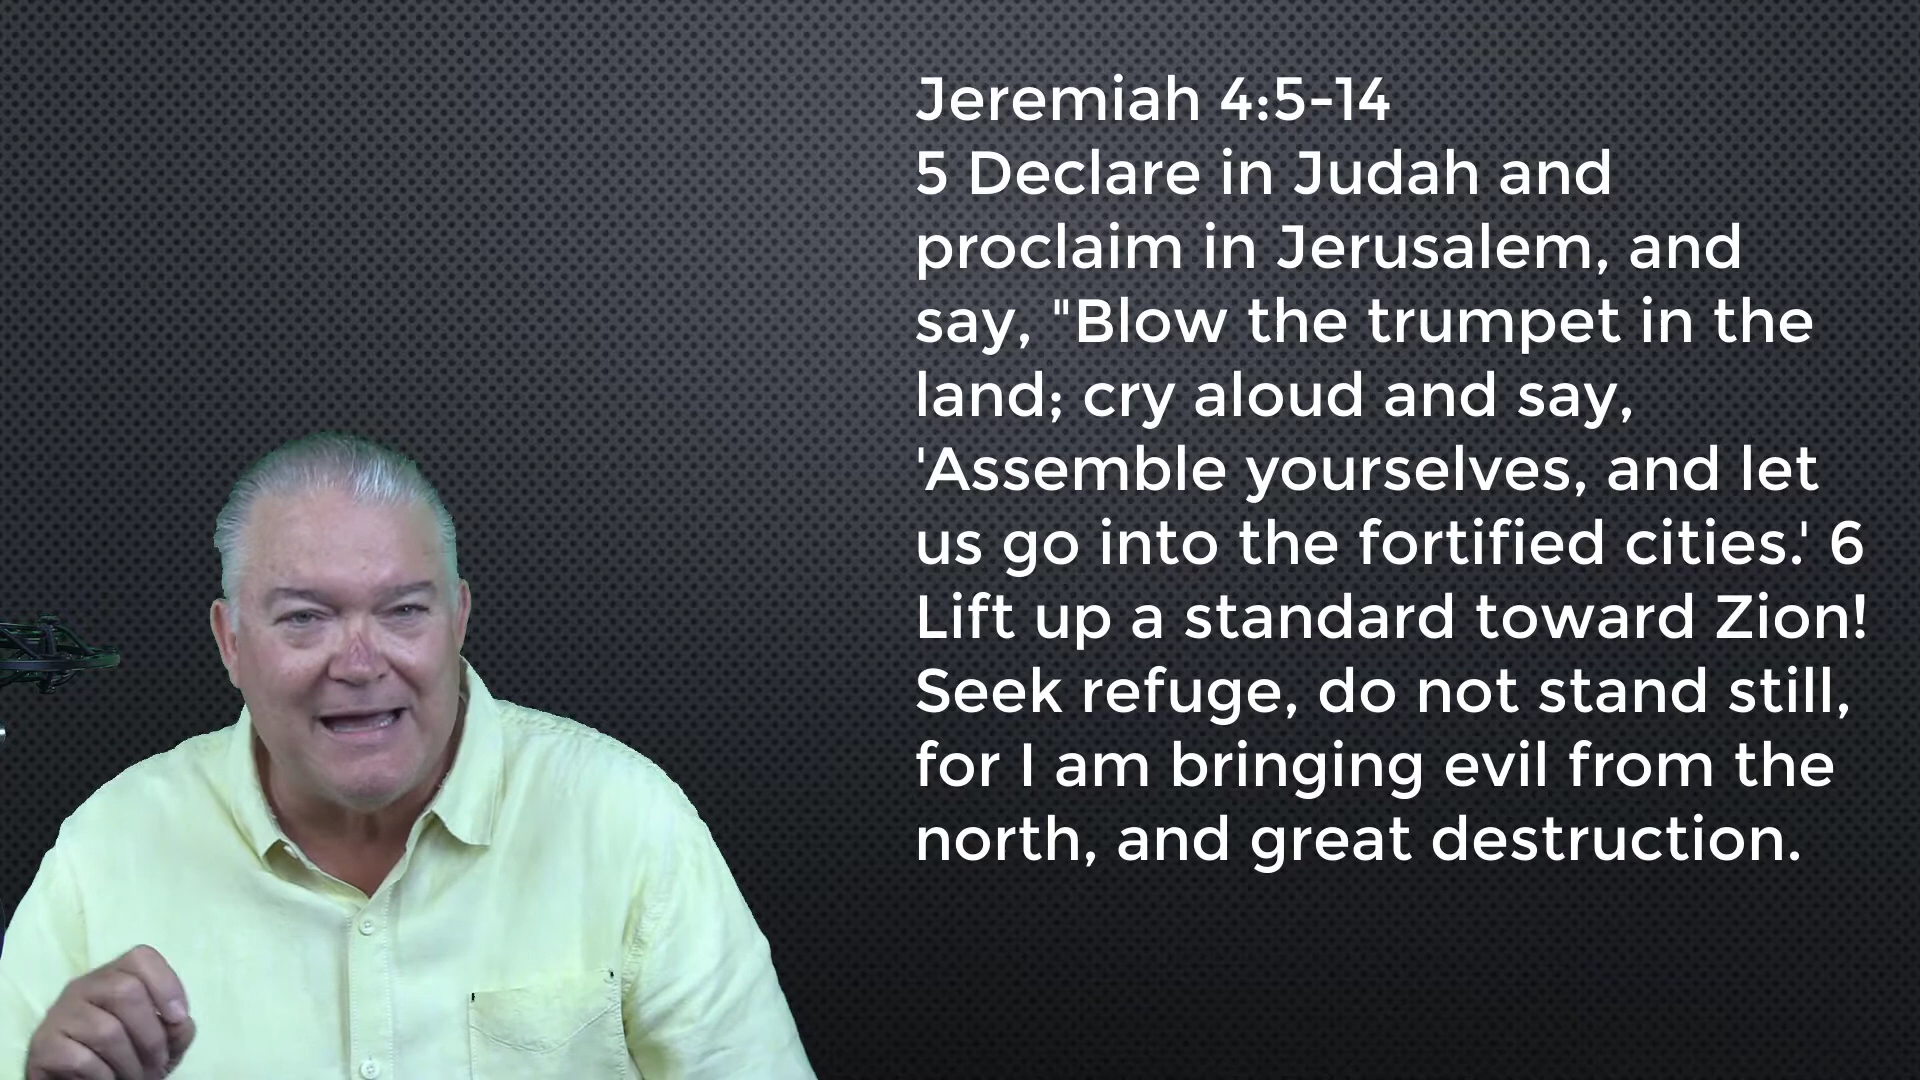 Jeremiah 4:5-14
5 Declare in Judah and
proclaim in Jerusalem, and
say, "Blow the trumpet in the
land; cry aloud and say,
'Assemble yourselves, and let
us go into the fortified cities.' 6
Lift up a standard toward Zion!
Seek refuge, do not stand still,
for I am bringing evil from the
north, and great destruction.